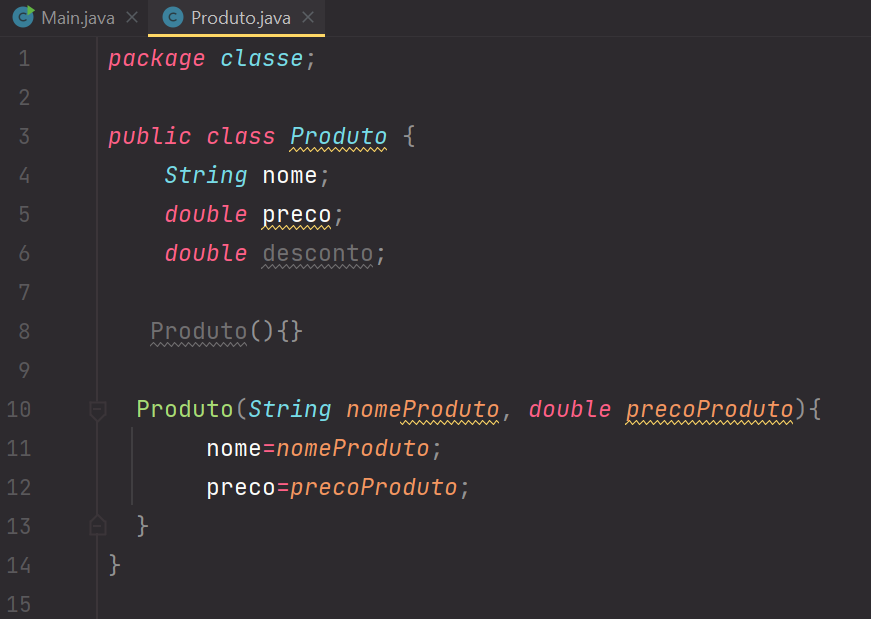 Main.java Produto.java
1 package classe;
2
3 public class Produto {
4 String nome;
5 double preco;
6 double desconto;
7
8 Produto(){}
9
10 Produto(String nomeProduto, double precoProduto){
11 nome=nomeProduto;
12 preco=precoProduto;
13 }
14 }
15